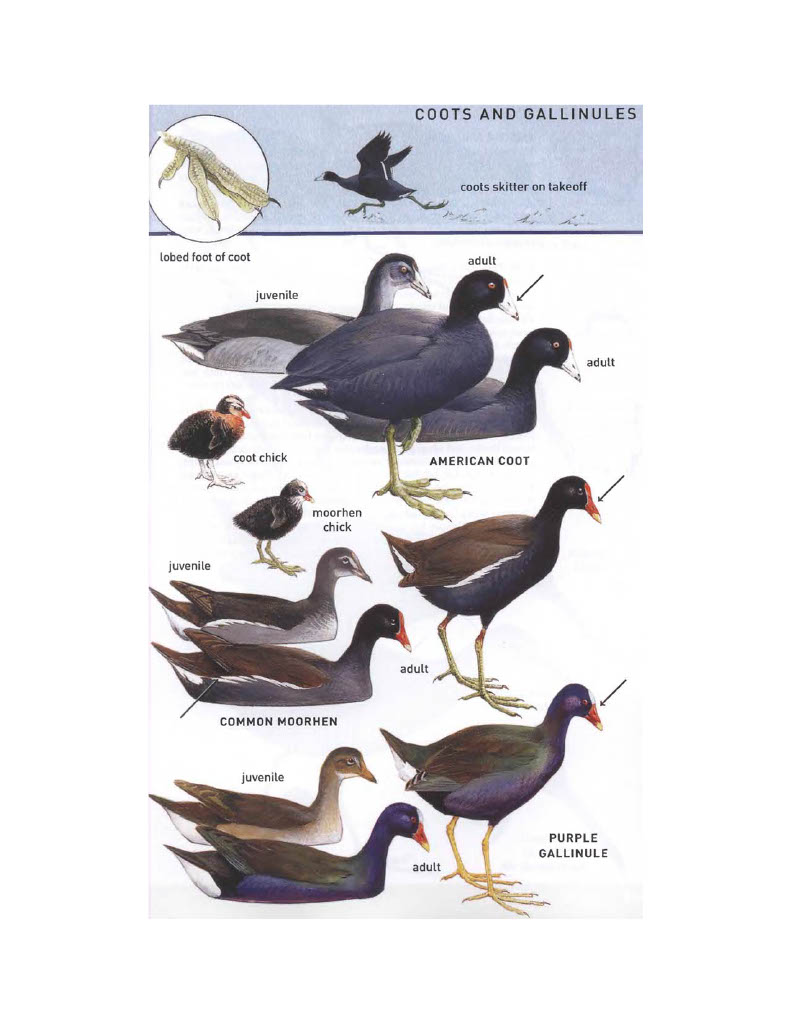 COOTS AND GALLINULES
coots skitter on takeoff
lobed foot of coot
adult
juvenile
adult
coot chick
AMERICAN COOT
moorhen
chick
juvenile
adult
COMMON MOORHEN
juvenile
PURPLE
GALLINULE
adult